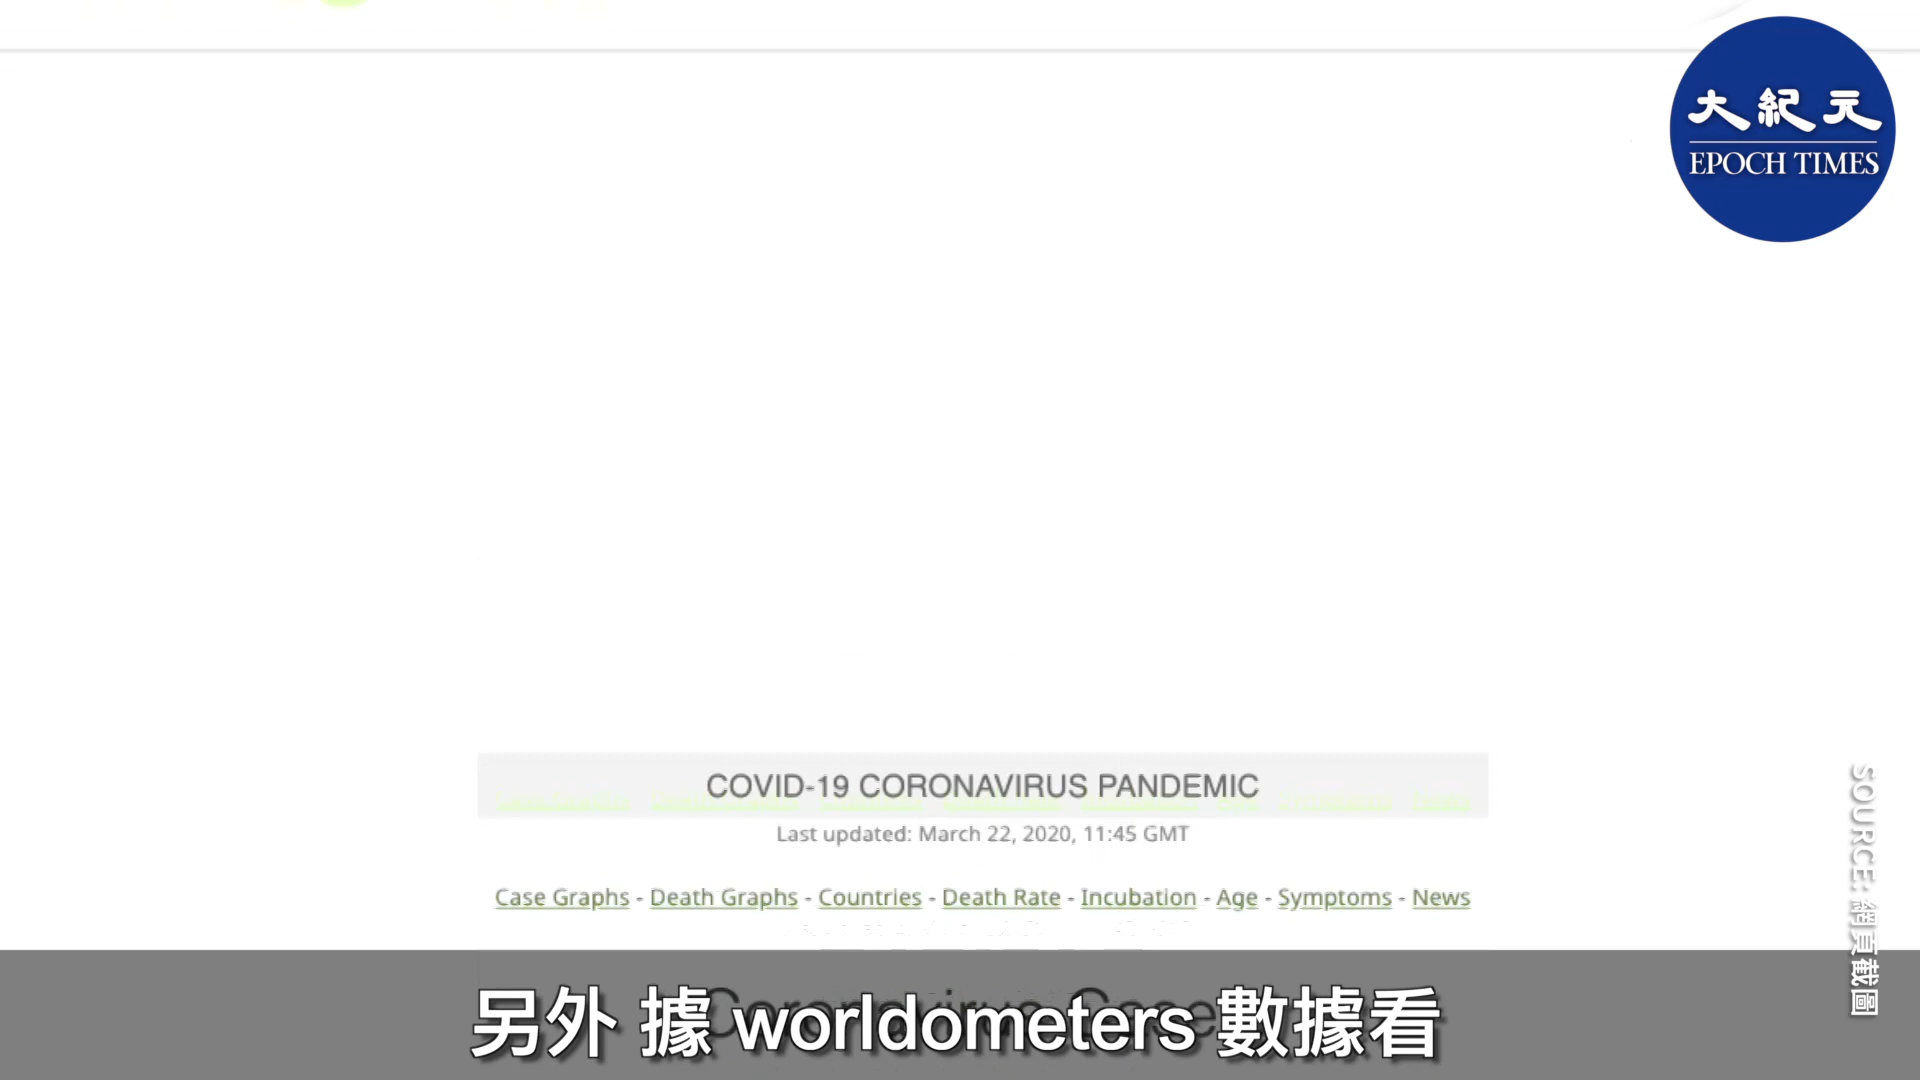 大紀元
EPOCH TIMES
COVID-19 CORONAVIRUS PANDEMIC
Last updated: March 22, 2020, 11:45 GMT
Case Graphs - Death Graphs - Countries - Death Rate - Incubation - Age - Symptoms - News
另外 據 worldometers 數據看
SOURCE: 網頁截圖